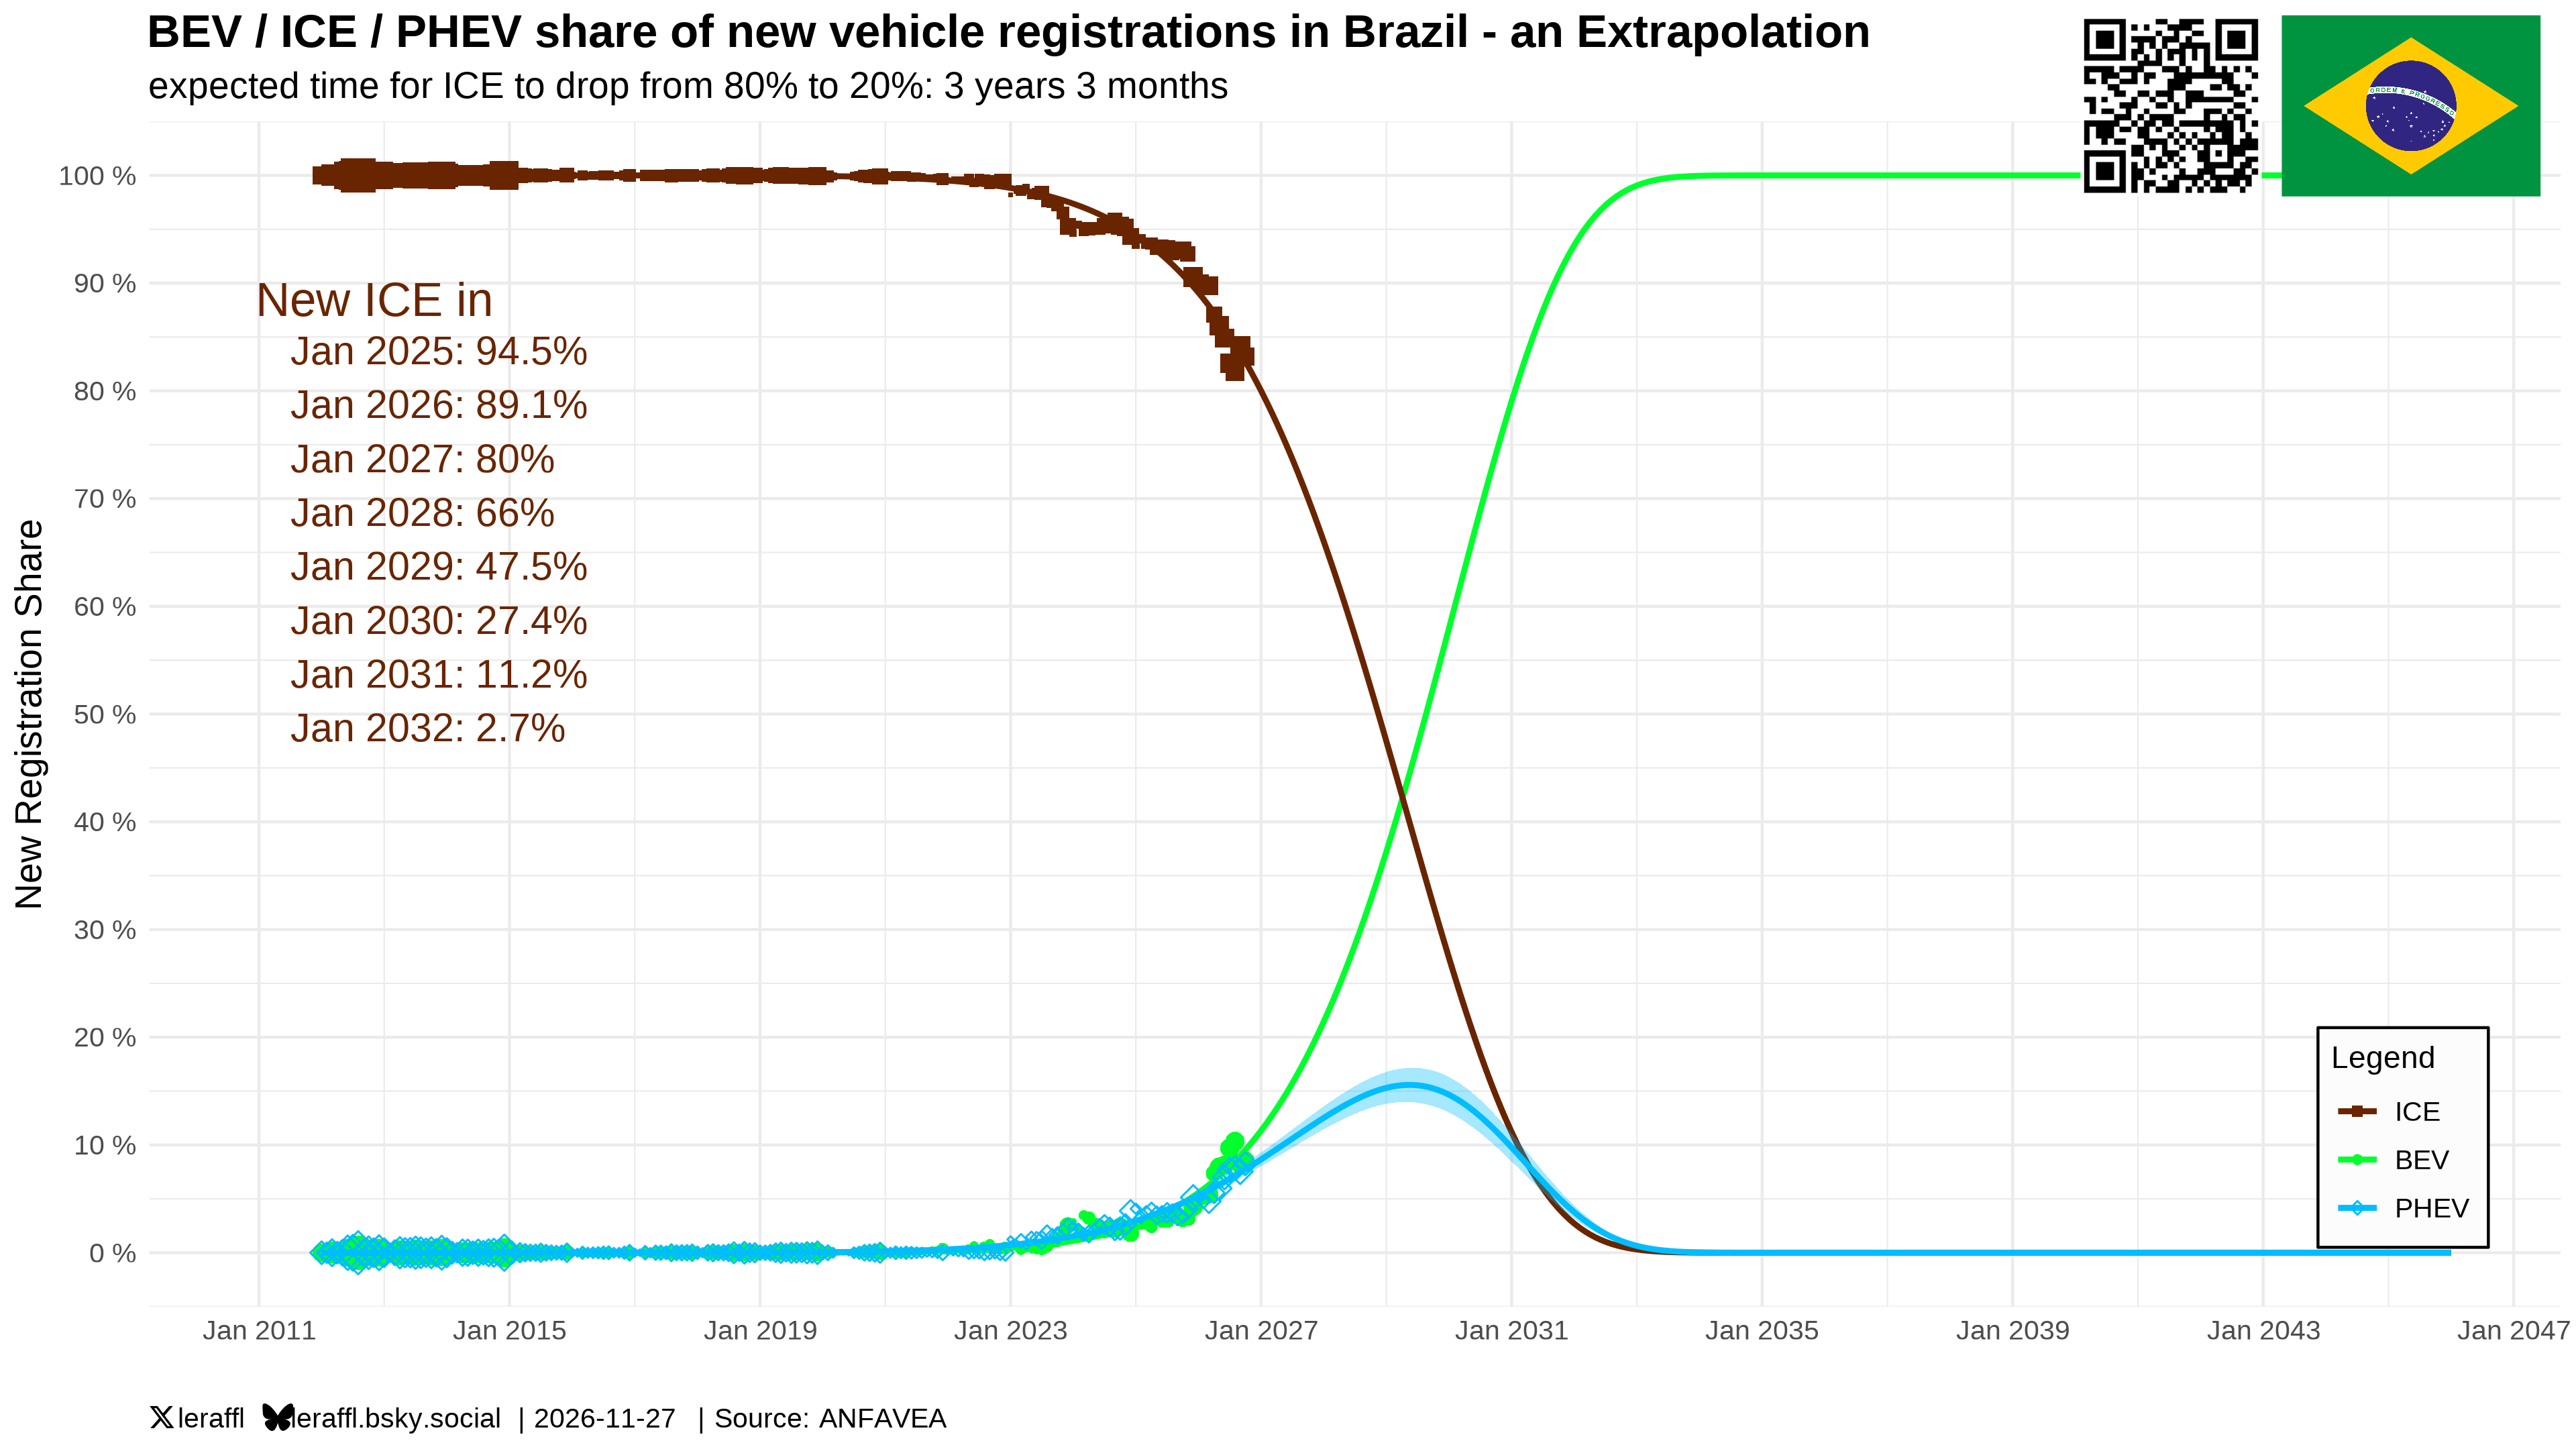 BEV / ICE / PHEV share of new vehicle registrations in Brazil - an Extrapolation
expected time for ICE to drop from 80% to 20%: 3 years 3 months
ORDEM E PROGRESSO
New Registration Share
100 %
90 %
80 %
70 %
60 %
50 %
40 %
30 %
20 %
10 %
0 %
New ICE in
Jan 2025: 94.5%
Jan 2026: 89.1%
Jan 2027: 80%
Jan 2028: 66%
Jan 2029: 47.5%
Jan 2030: 27.4%
Jan 2031: 11.2%
Jan 2032: 2.7%
Legend
ICE
BEV
PHEV
Jan 2011 Jan 2015 Jan 2019 Jan 2023 Jan 2027 Jan 2031 Jan 2035 Jan 2039 Jan 2043 Jan 2047
leraffl leraffl.bsky.social | 2026-11-27 | Source: ANFAVEA